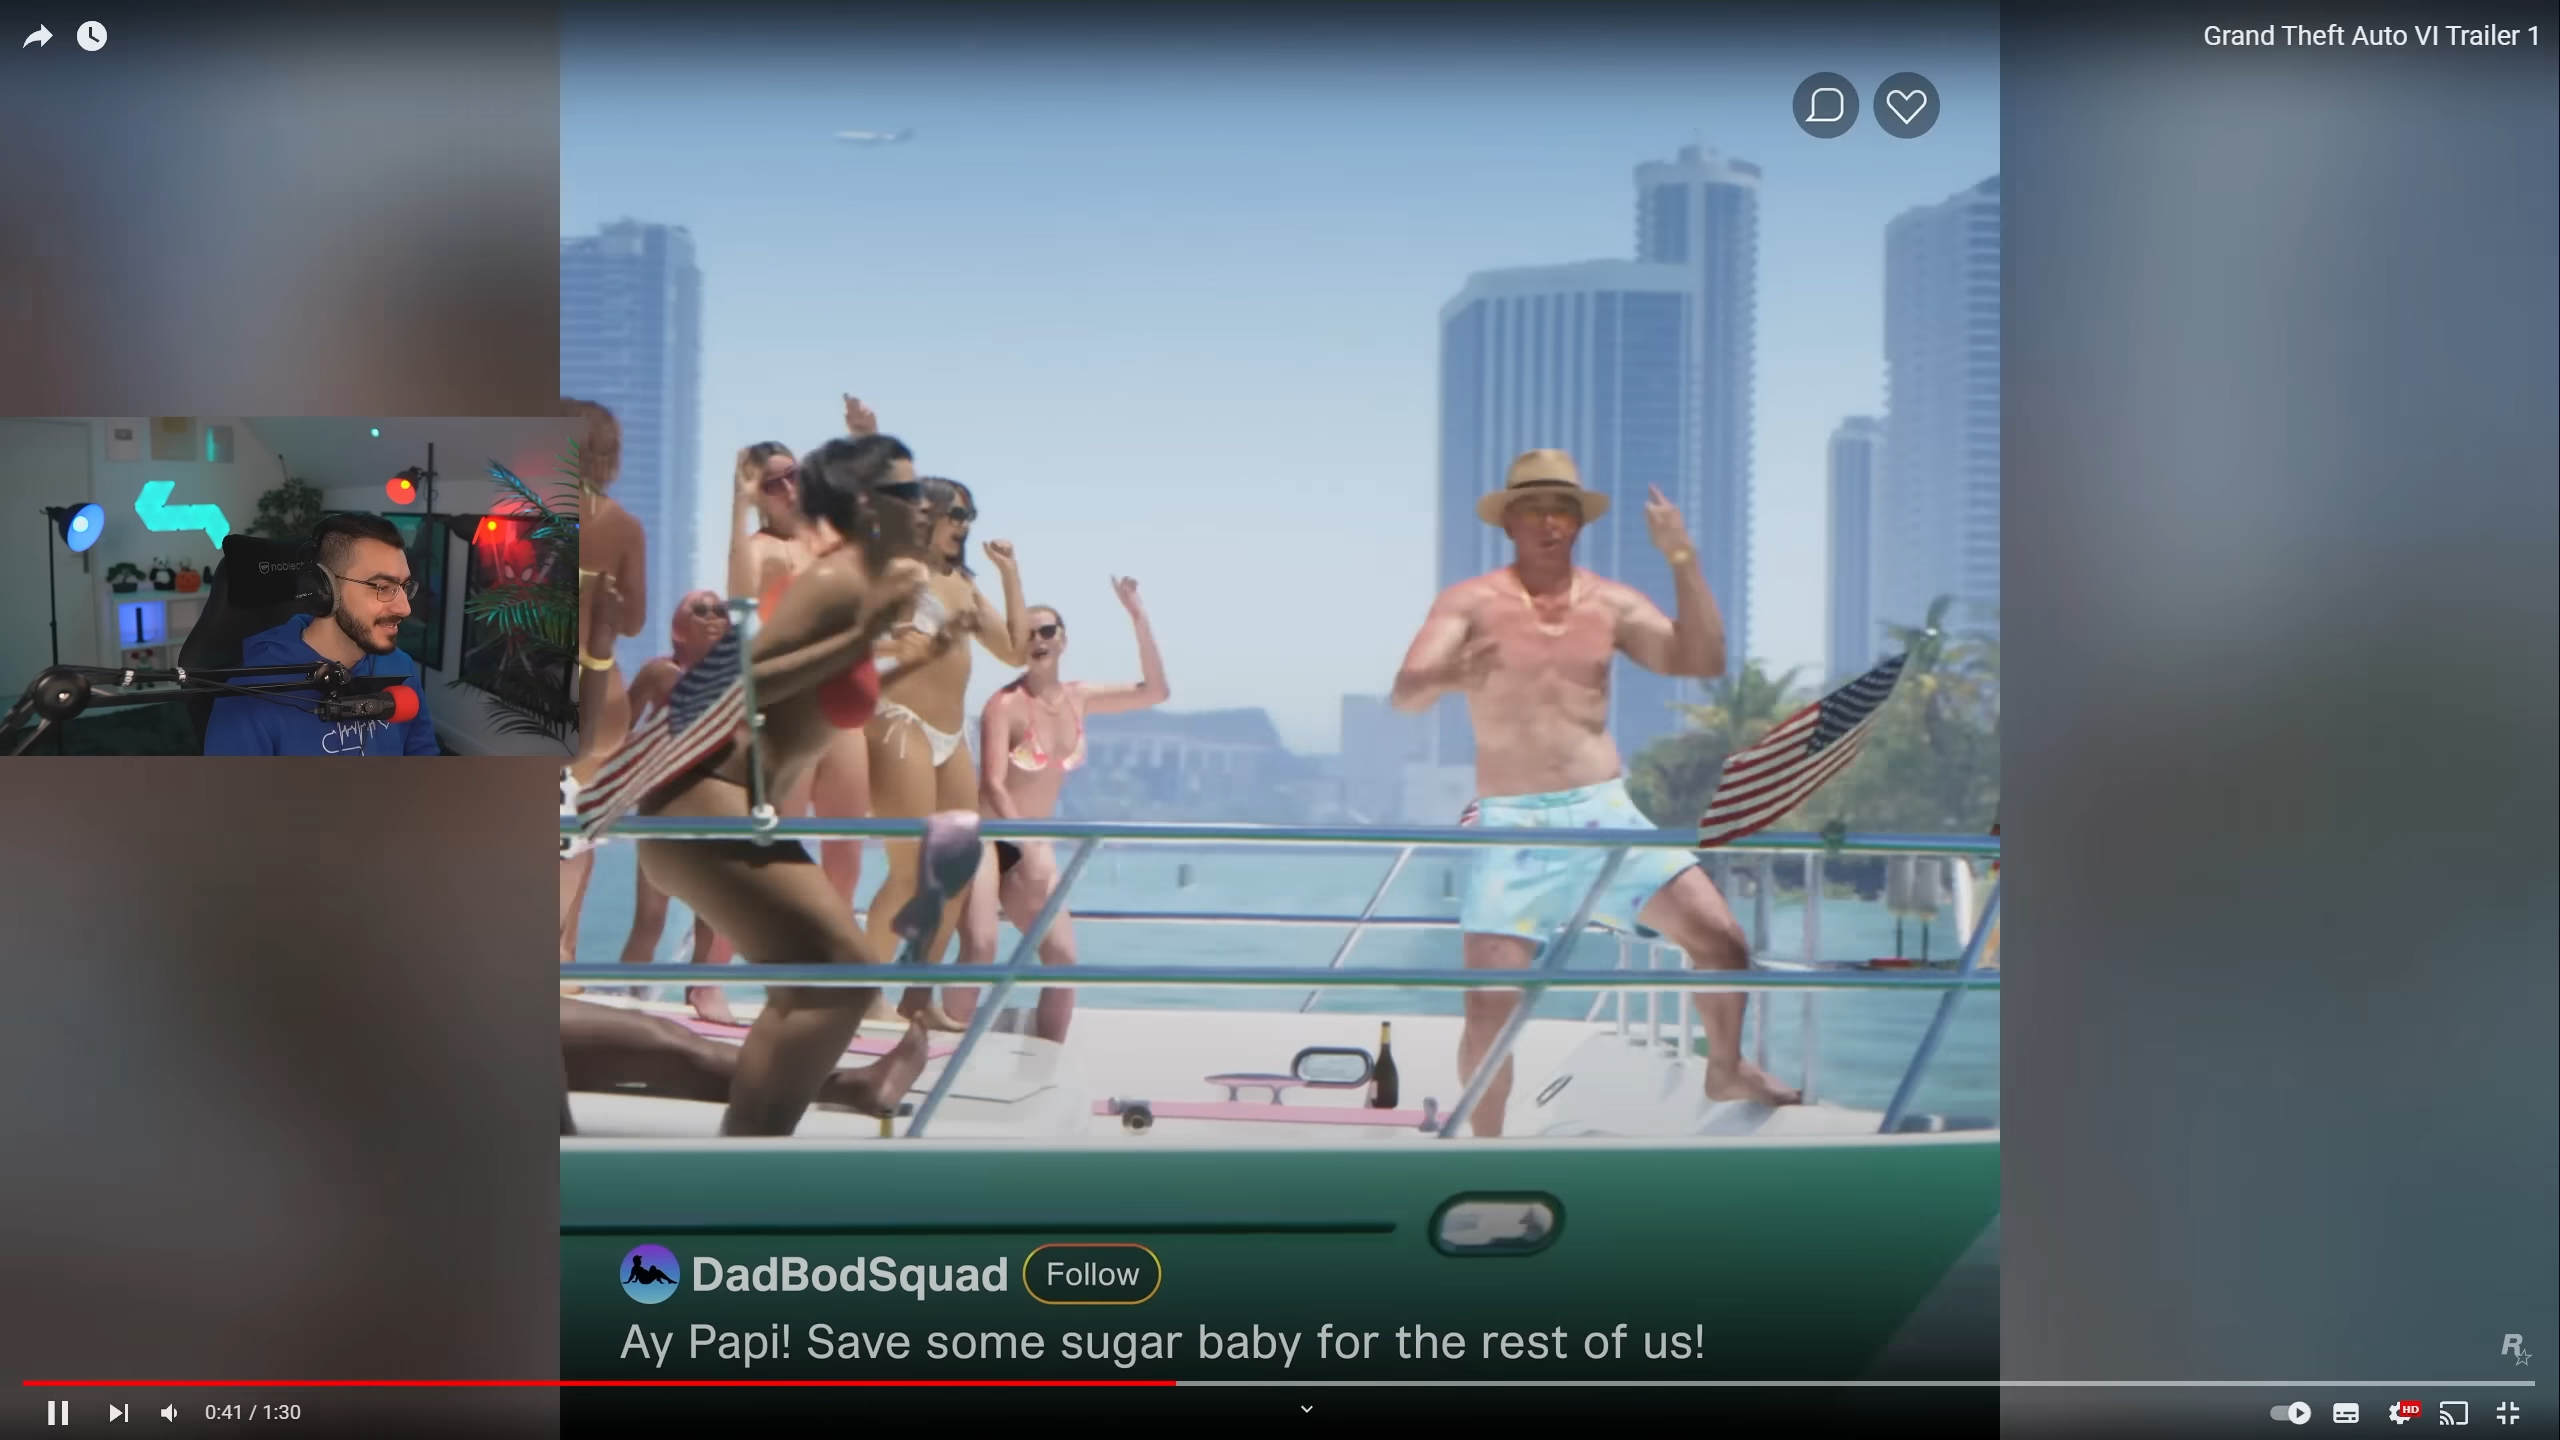 Grand Theft Auto VI Trailer 1
DadBodSquad Follow
Ay Papi! Save some sugar baby for the rest of us!
0:41 / 1:30
HD
R